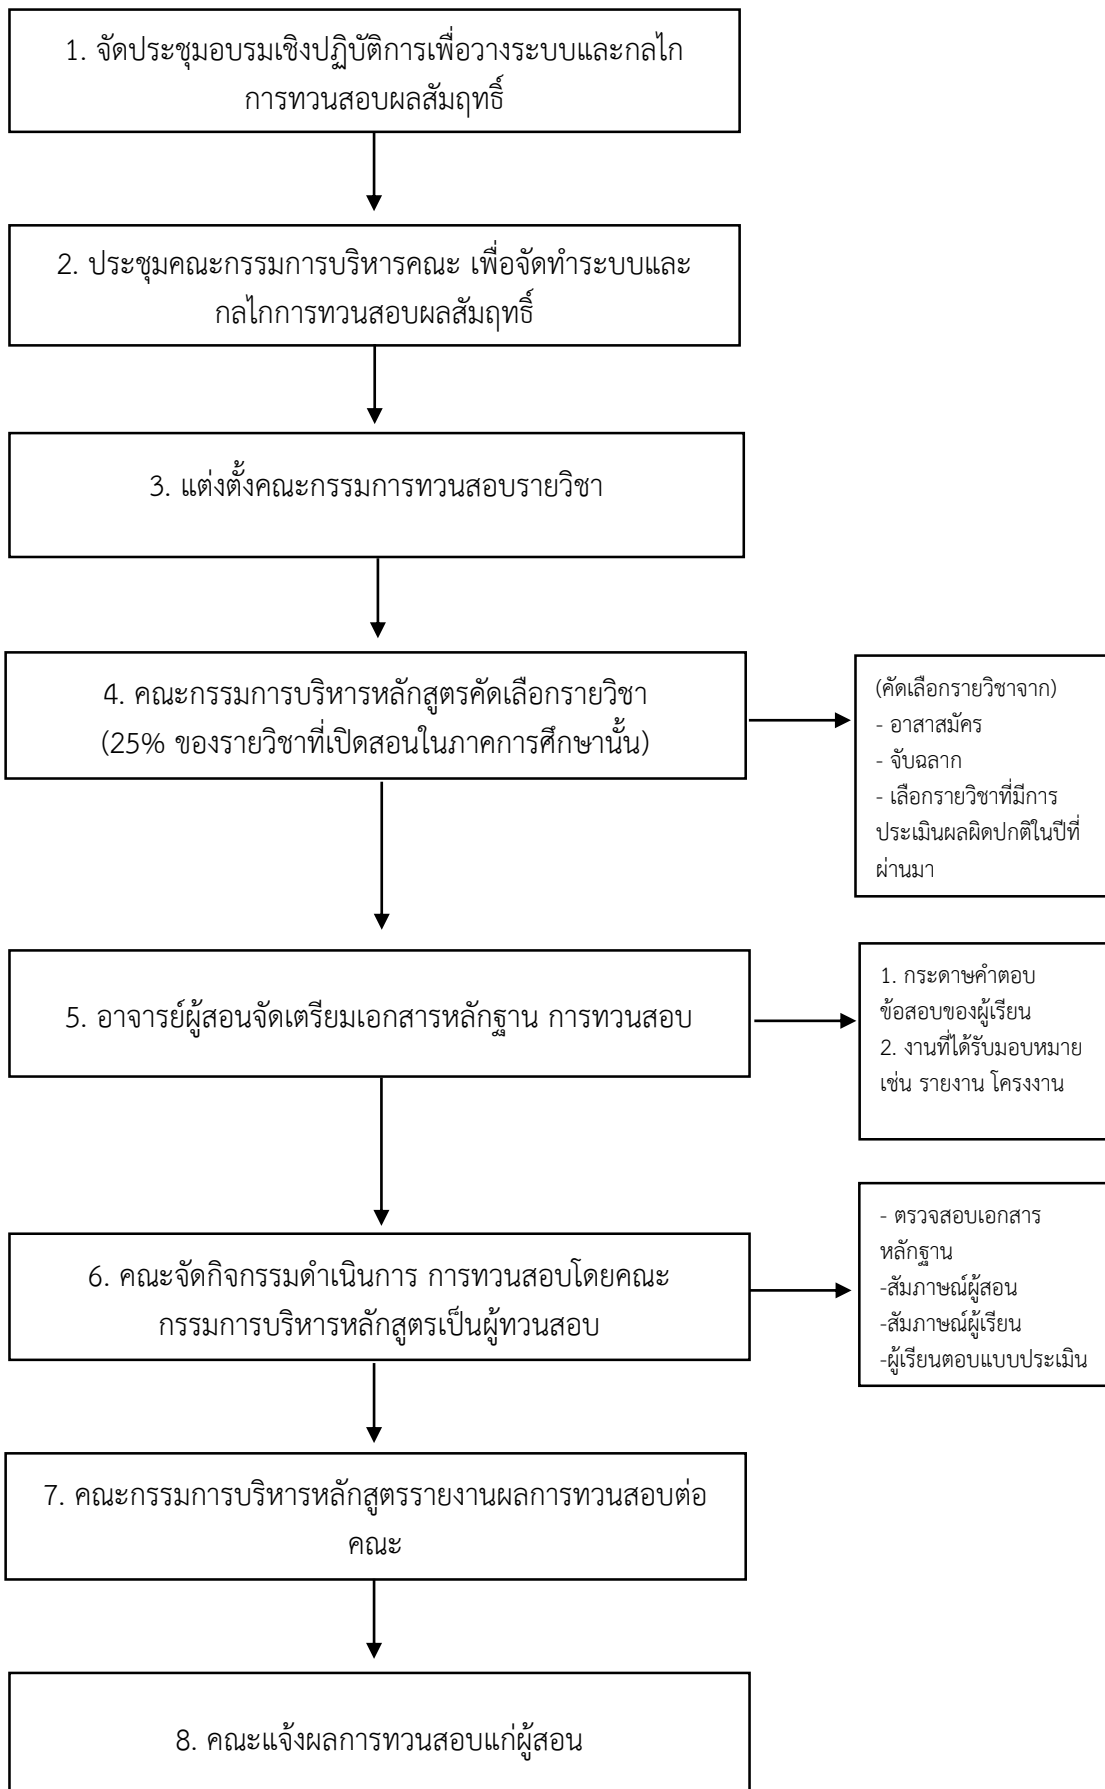 1. จัดประชุมอบรมเชิงปฏิบัติการเพื่อวางระบบและกลไก
การทวนสอบผลสัมฤทธิ์
2. ประชุมคณะกรรมการบริหารคณะ เพื่อจัดทำระบบและ
กลไกการทวนสอบผลสัมฤทธิ์
3. แต่งตั้งคณะกรรมการทวนสอบรายวิชา
4. คณะกรรมการบริหารหลักสูตรคัดเลือกรายวิชา
(25% ของรายวิชาที่เปิดสอนในภาคการศึกษานั้น)
(คัดเลือกรายวิชาจาก)
- อาสาสมัคร
- จับฉลาก
- เลือกรายวิชาที่มีการ
ประเมินผลผิดปกติในปีที่
ผ่านมา
5. อาจารย์ผู้สอนจัดเตรียมเอกสารหลักฐาน การทวนสอบ
1. กระดาษคำตอบ
ข้อสอบของผู้เรียน
2. งานที่ได้รับมอบหมาย
เช่น รายงาน โครงงาน
6. คณะจัดกิจกรรมดำเนินการ การทวนสอบโดยคณะ
กรรมการบริหารหลักสูตรเป็นผู้ทวนสอบ
- ตรวจสอบเอกสาร
หลักฐาน
-สัมภาษณ์ผู้สอน
-สัมภาษณ์ผู้เรียน
-ผู้เรียนตอบแบบประเมิน
7. คณะกรรมการบริหารหลักสูตรรายงานผลการทวนสอบต่อ
คณะ
8. คณะแจ้งผลการทวนสอบแก่ผู้สอน